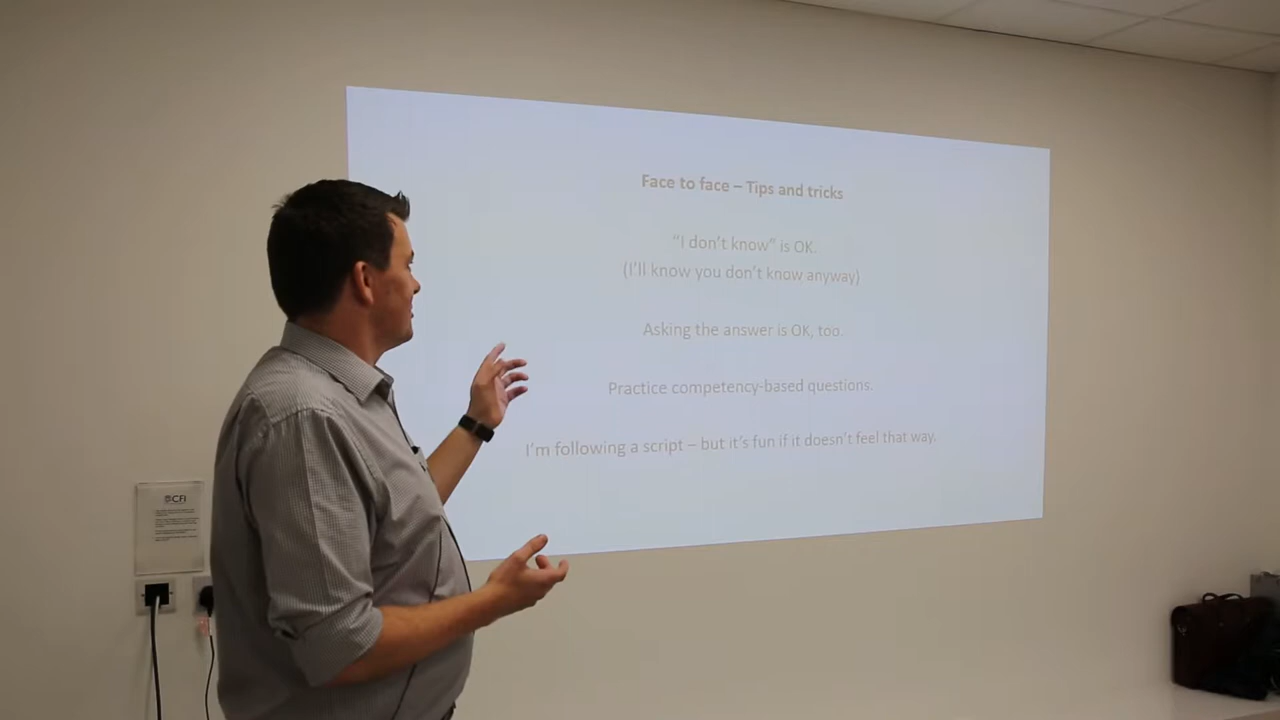 Face to face – Tips and tricks
“I don’t know” is OK.
(I’ll know you don’t know anyway)
Asking the answer is OK, too.
Practice competency-based questions.
I’m following a script – but it’s fun if it doesn’t feel that way.
CFI